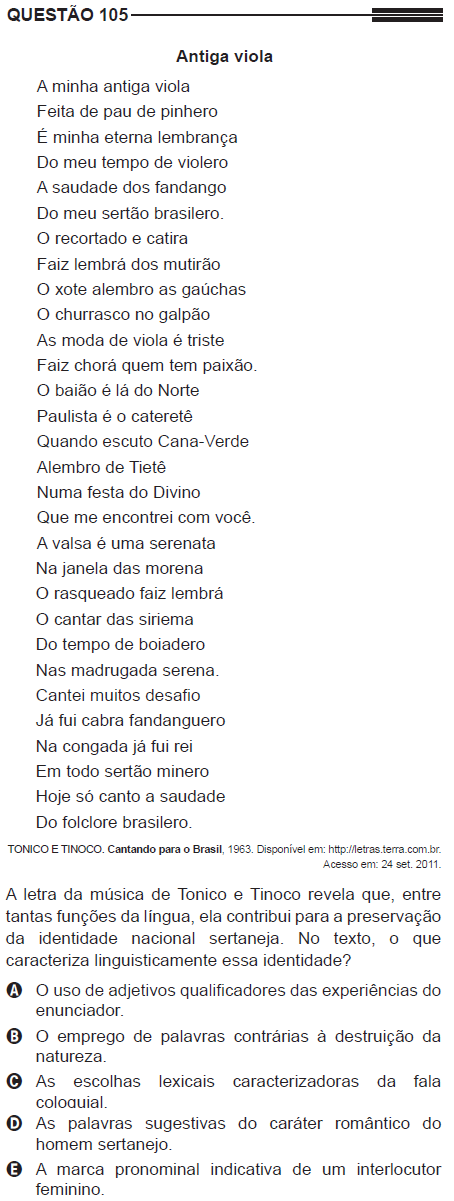 QUESTÃO 105
Antiga viola
A minha antiga viola
Feita de pau de pinhero
É minha eterna lembrança
Do meu tempo de violero
A saudade dos fandango
Do meu sertão brasilero.
O recortado e catira
Faiz lembrá dos mutirão
O xote alembro as gaúchas
O churrasco no galpão
As moda de viola é triste
Faiz chorá quem tem paixão.
O baião é lá do Norte
Paulista é o cateretê
Quando escuto Cana-Verde
Alembro de Tietê
Numa festa do Divino
Que me encontrei com você.
A valsa é uma serenata
Na janela das morena
O rasqueado faiz lembrá
O cantar das siriema
Do tempo de boiadero
Nas madrugada serena.
Cantei muitos desafio
Já fui cabra fandanguero
Na congada já fui rei
Em todo sertão minero
Hoje só canto a saudade
Do folclore brasilero.
TONICO E TINOCO. Cantando para o Brasil, 1963. Disponível em: http://letras.terra.com.br.
Acesso em: 24 set. 2011.
A letra da música de Tonico e Tinoco revela que, entre
tantas funções da língua, ela contribui para a preservação
da identidade nacional sertaneja. No texto, o que
caracteriza linguisticamente essa identidade?
A O uso de adjetivos qualificadores das experiências do
enunciador.
B O emprego de palavras contrárias à destruição da
natureza.
C As escolhas lexicais caracterizadoras da fala
coloquial.
D As palavras sugestivas do caráter romântico do
homem sertanejo.
E A marca pronominal indicativa de um interlocutor
feminino.